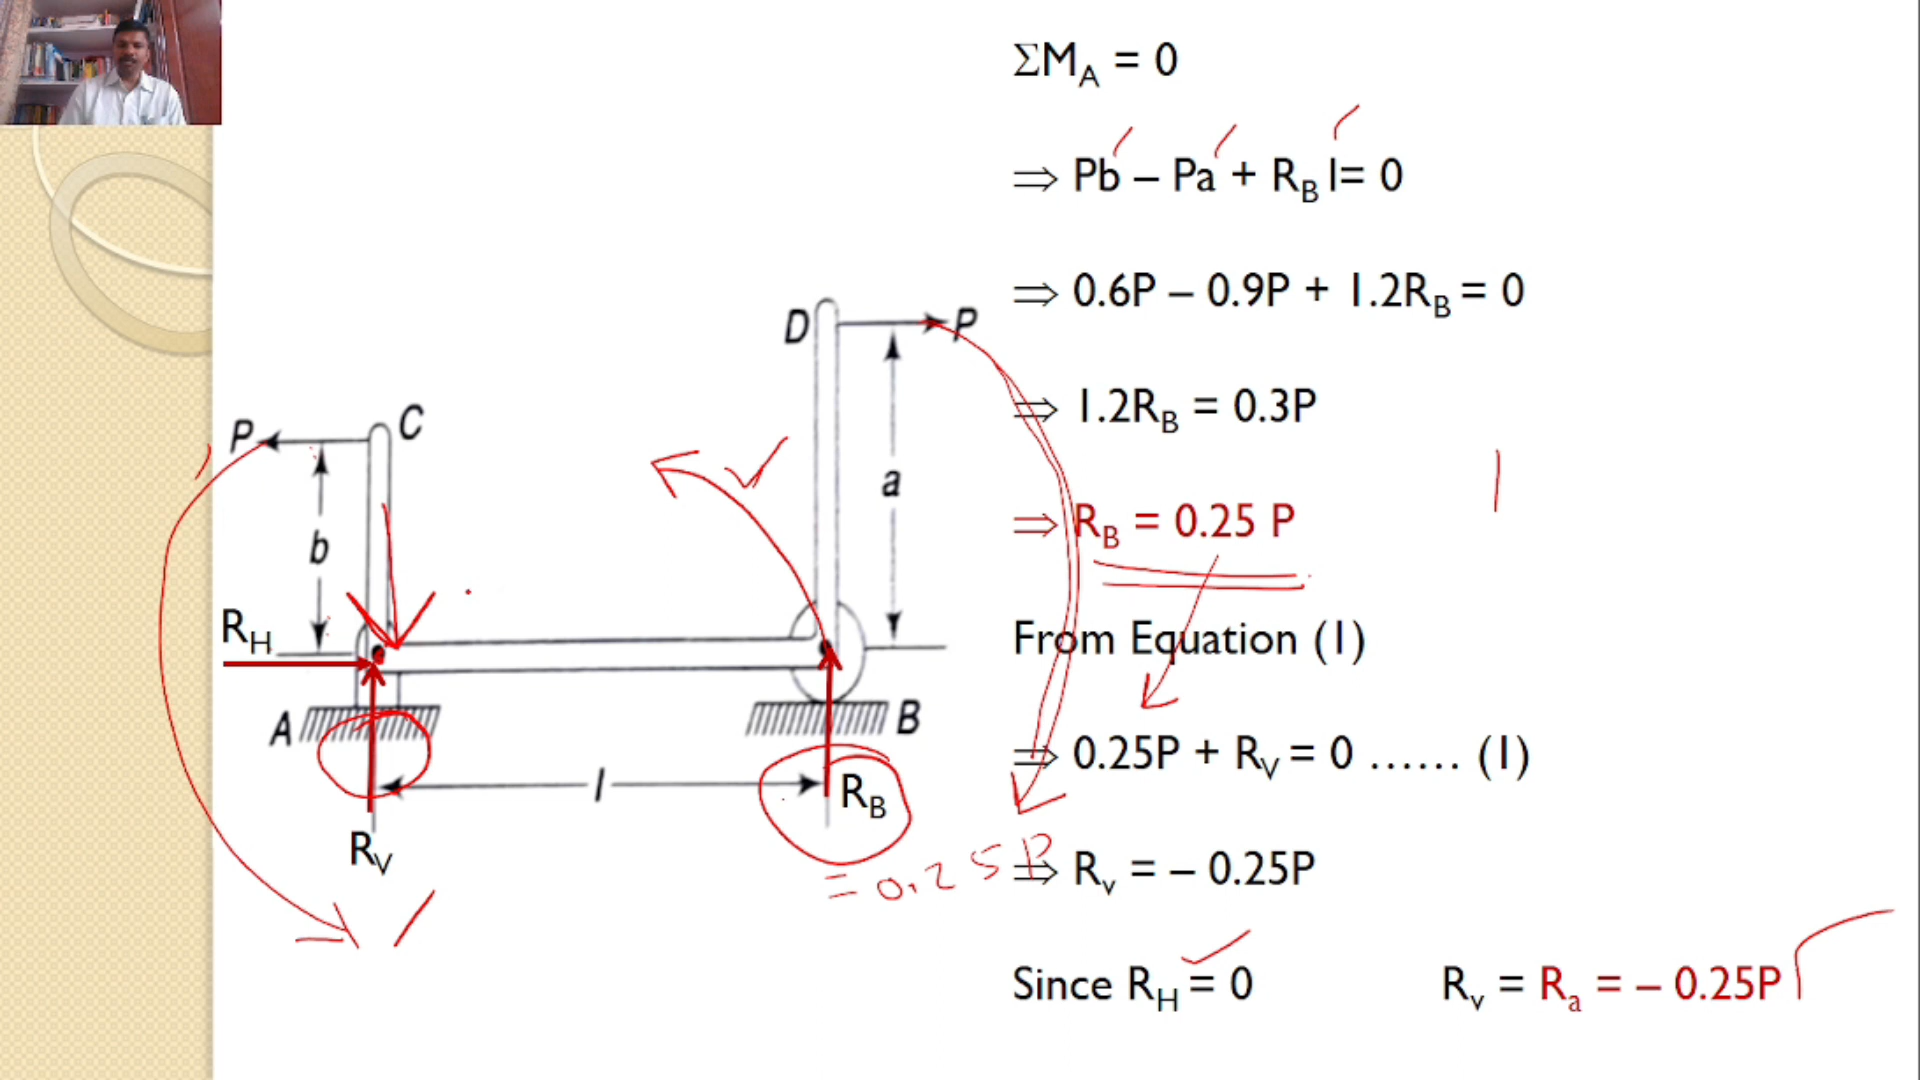 ΣM_A = 0
⇒ Pb – Pa + R_B l= 0
⇒ 0.6P – 0.9P + 1.2R_B = 0
⇒ 1.2R_B = 0.3P
⇒ R_B = 0.25 P
From Equation (1)
⇒ 0.25P + R_V = 0 ...... (1)
⇒ R_v = – 0.25P
Since R_H = 0
R_v = R_a = – 0.25P
D
P
C
P
a
b
R_H
A
B
l
R_B
R_V
= 0.25P